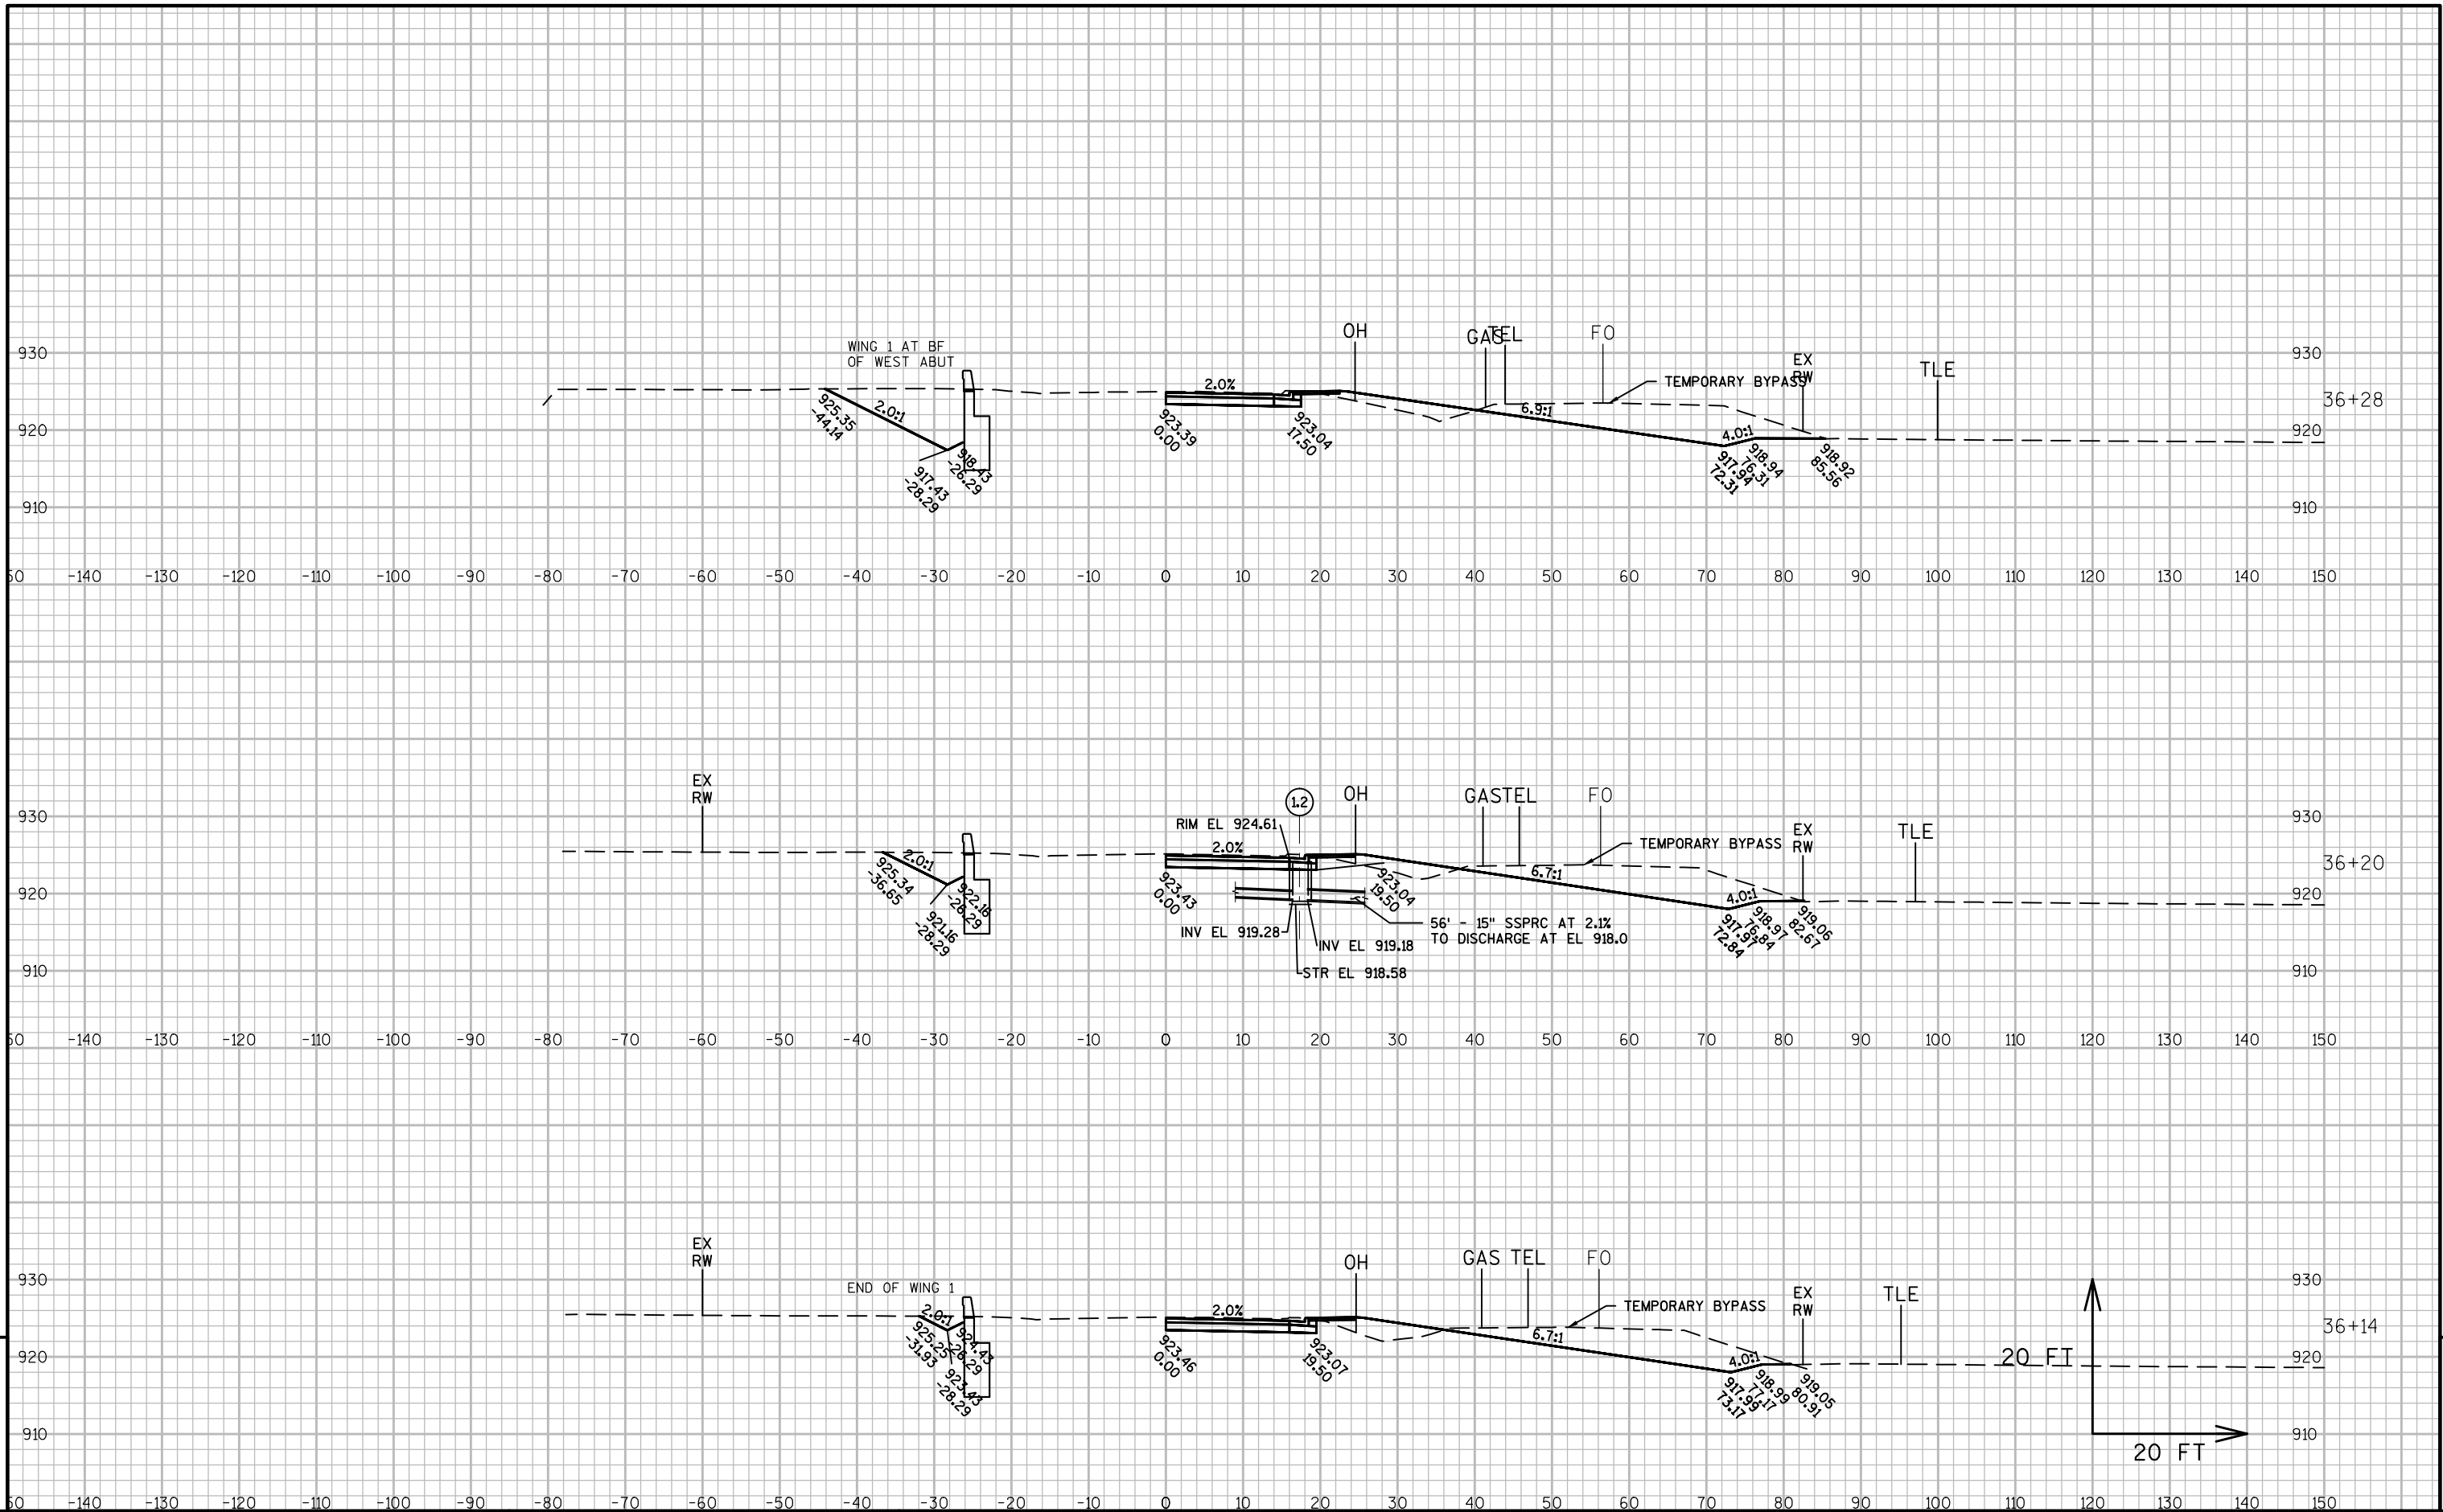 WING 1 AT BF
OF WEST ABUT
OH
GAS
TEL
FO
EX
RW
TLE
TEMPORARY BYPASS
930
930
36+28
2.0%
2.0:1
6.9:1
4.0:1
920
920
925.35
-44.14
918.43
-26.29
917.43
-28.29
923.39
0.00
923.04
17.50
917.94
72.31
918.94
76.31
918.92
85.56
910
910
50 -140 -130 -120 -110 -100 -90 -80 -70 -60 -50 -40 -30 -20 -10 0 10 20 30 40 50 60 70 80 90 100 110 120 130 140 150
EX
RW
1.2
OH
GAS
TEL
FO
EX
RW
TLE
RIM EL 924.61
TEMPORARY BYPASS
930
930
36+20
2.0%
2.0:1
6.7:1
4.0:1
920
920
925.34
-36.65
922.16
-26.29
921.16
-28.29
923.43
0.00
923.04
19.50
917.97
72.84
918.97
76.84
919.06
82.67
56' - 15" SSPRC AT 2.1%
TO DISCHARGE AT EL 918.0
INV EL 919.28
INV EL 919.18
STR EL 918.58
910
910
50 -140 -130 -120 -110 -100 -90 -80 -70 -60 -50 -40 -30 -20 -10 0 10 20 30 40 50 60 70 80 90 100 110 120 130 140 150
EX
RW
END OF WING 1
OH
GAS
TEL
FO
EX
RW
TLE
TEMPORARY BYPASS
930
930
36+14
2.0%
2.0:1
6.7:1
4.0:1
920
920
925.25
-31.93
924.43
-26.29
923.43
-28.29
923.46
0.00
923.07
19.50
917.99
73.17
918.99
77.17
919.05
80.91
20 FT
20 FT
910
910
50 -140 -130 -120 -110 -100 -90 -80 -70 -60 -50 -40 -30 -20 -10 0 10 20 30 40 50 60 70 80 90 100 110 120 130 140 150